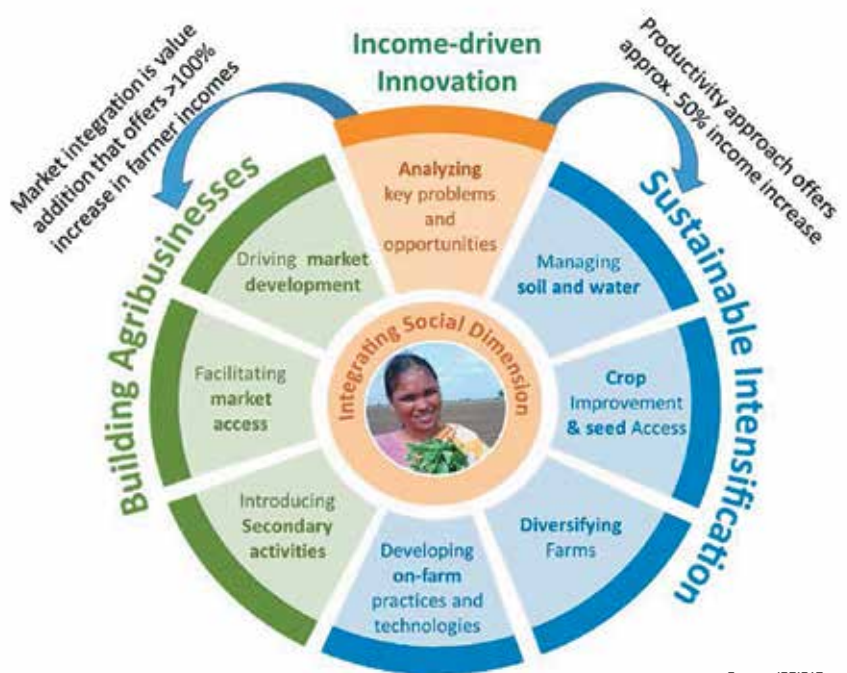 Income-driven
Innovation
Market integration is value
addition that offers >100%
increase in farmer incomes
Productivity approach offers
approx. 50% income increase
Building Agribusinesses
Sustainable Intensification
Analyzing
key problems
and
opportunities
Managing
soil and water
Crop
Improvement
& seed Access
Diversifying
Farms
Developing
on-farm
practices and
technologies
Introducing
Secondary
activities
Facilitating
market
access
Driving market
development
Integrating Social Dimension